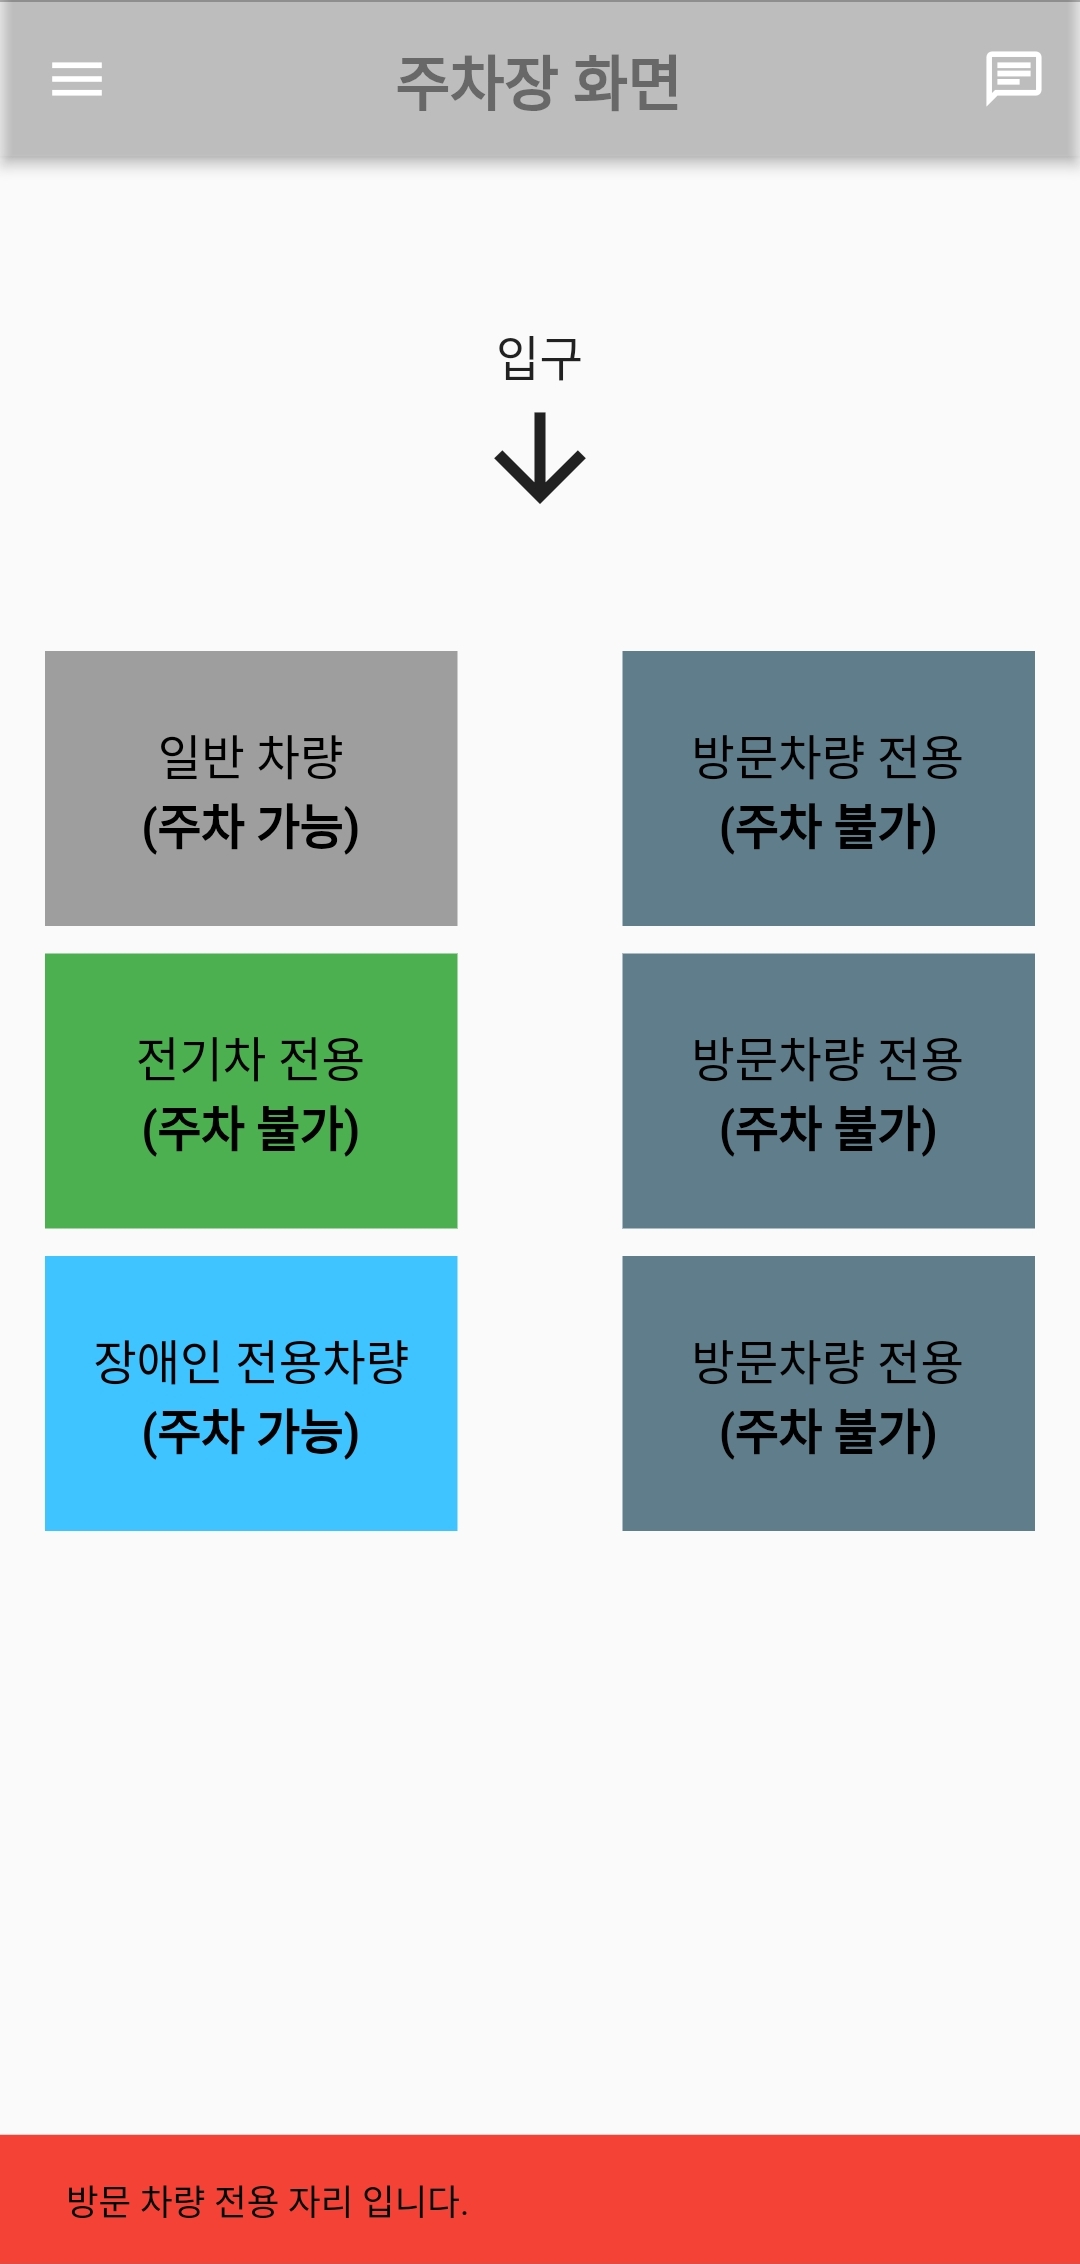 주차장 화면
입구
일반 차량
(주차 가능)
방문차량 전용
(주차 불가)
전기차 전용
(주차 불가)
방문차량 전용
(주차 불가)
장애인 전용차량
(주차 가능)
방문차량 전용
(주차 불가)
방문 차량 전용 자리 입니다.